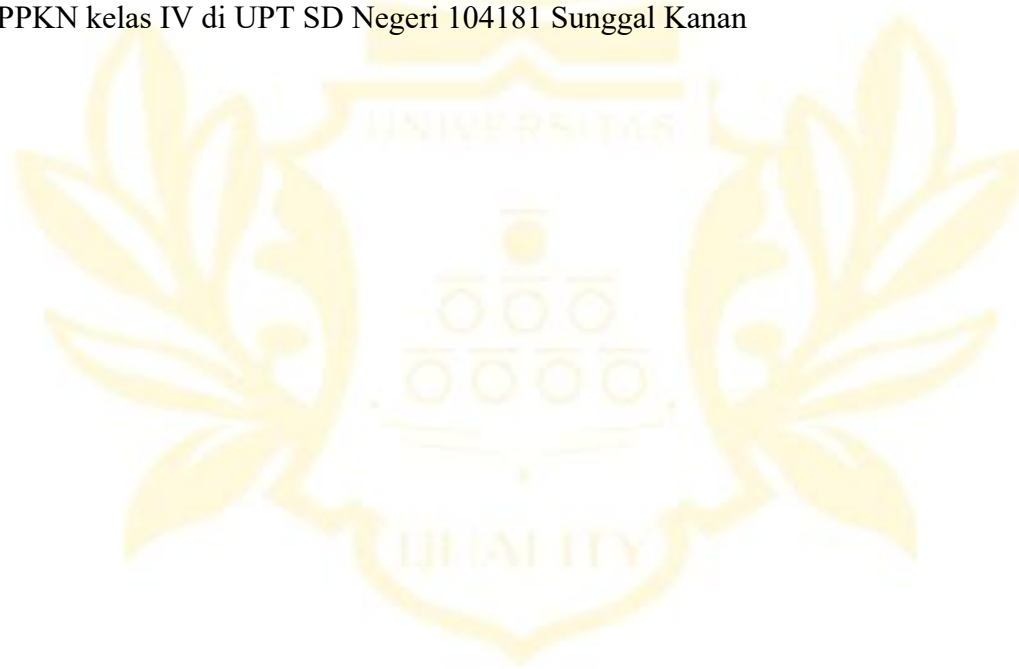 PPKN kelas IV di UPT SD Negeri 104181 Sunggal Kanan
UNIVERSITAS
QUALITY